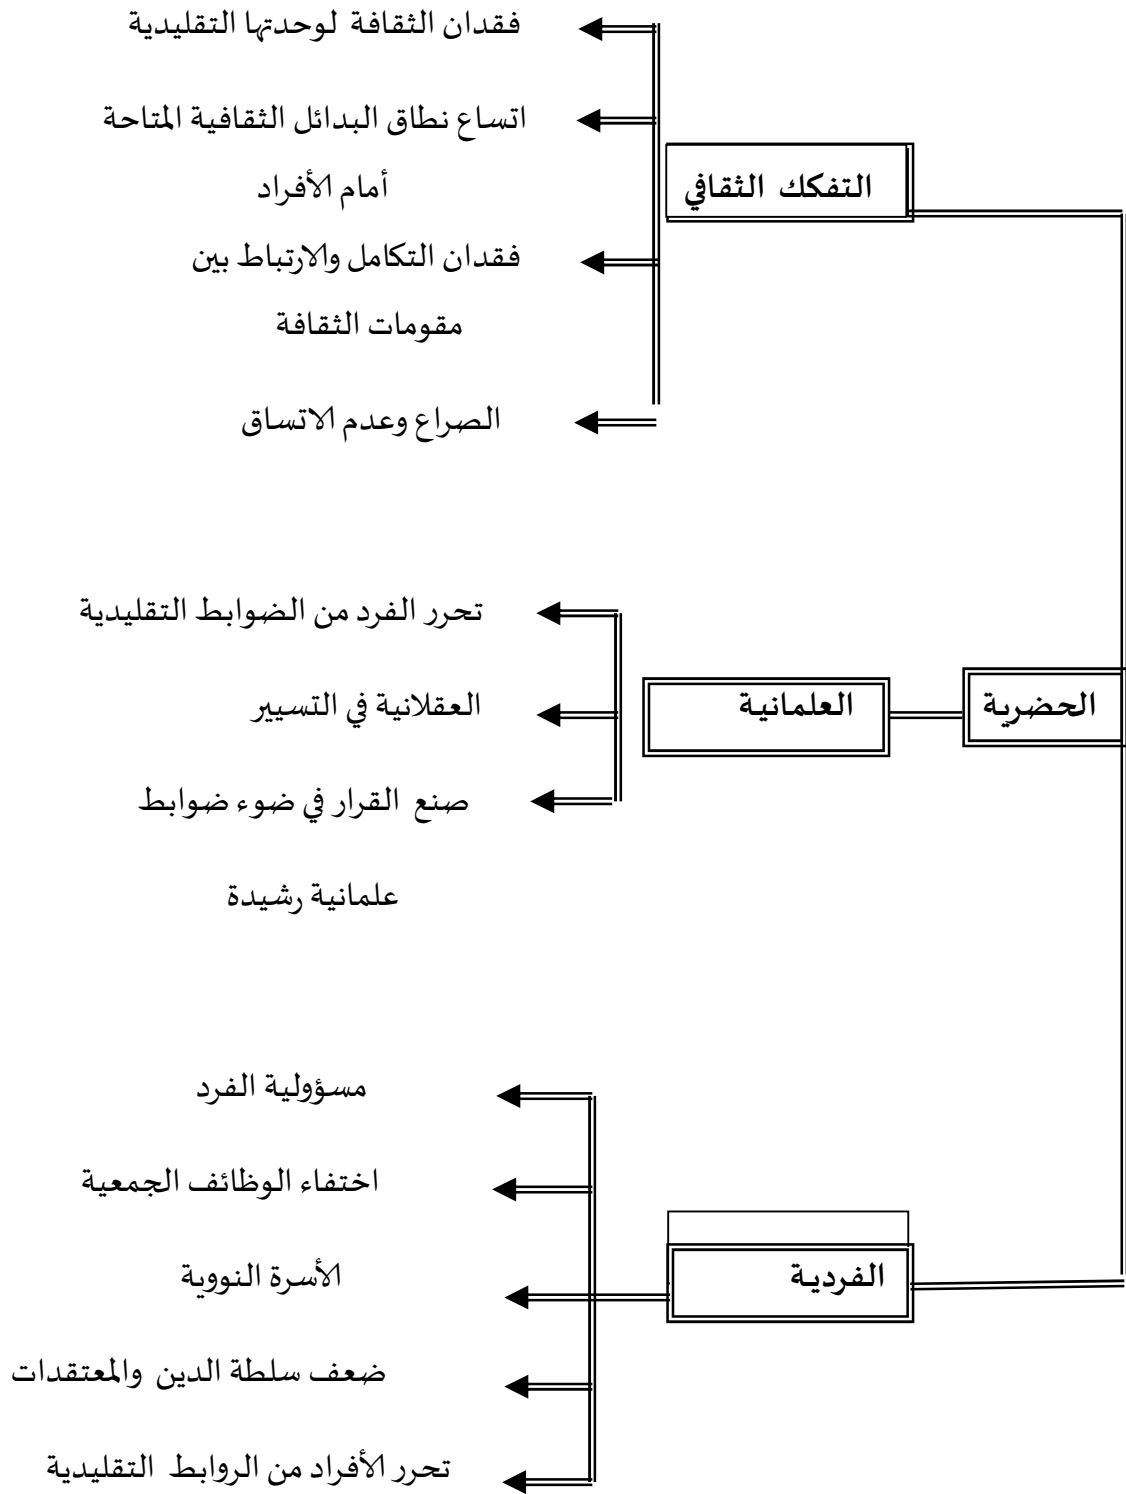 فقدان الثقافة لوحدتها التقليدية
اتساع نطاق البدائل الثقافية المتاحة
أمام الأفراد
التفكك الثقافي
فقدان التكامل والارتباط بين
مقومات الثقافة
الصراع وعدم الاتساق
تحرر الفرد من الضوابط التقليدية
الحضرية
العلمانية
العقلانية في التسيير
صنع القرار في ضوء ضوابط
علمانية رشيدة
مسؤولية الفرد
اختفاء الوظائف الجمعية
الفردية
الأسرة النووية
ضعف سلطة الدين والمعتقدات
تحرر الأفراد من الروابط التقليدية